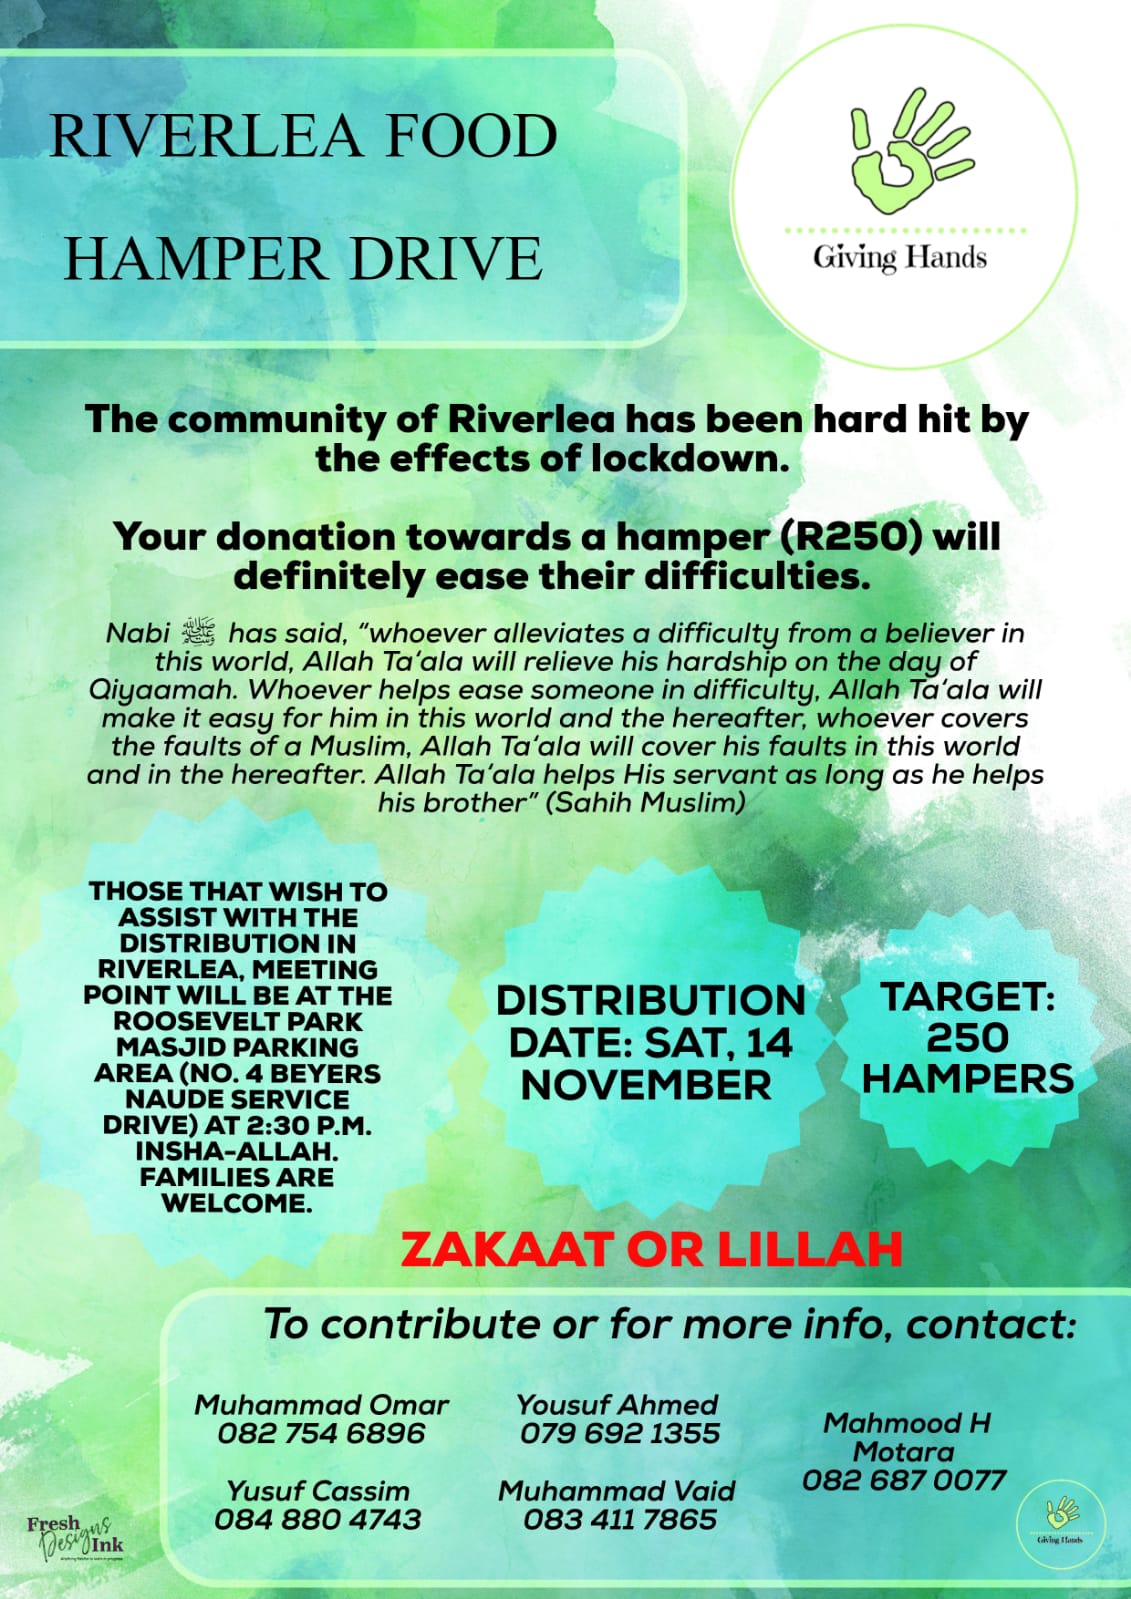 RIVERLEA FOOD
HAMPER DRIVE
Giving Hands
The community of Riverlea has been hard hit by
the effects of lockdown.
Your donation towards a hamper (R250) will
definitely ease their difficulties.
Nabi ﷺ has said, “whoever alleviates a difficulty from a believer in
this world, Allah Ta‘ala will relieve his hardship on the day of
Qiyaamah. Whoever helps ease someone in difficulty, Allah Ta‘ala will
make it easy for him in this world and the hereafter, whoever covers
the faults of a Muslim, Allah Ta‘ala will cover his faults in this world
and in the hereafter. Allah Ta‘ala helps His servant as long as he helps
his brother” (Sahih Muslim)
THOSE THAT WISH TO
ASSIST WITH THE
DISTRIBUTION IN
RIVERLEA, MEETING
POINT WILL BE AT THE
ROOSEVELT PARK
MASJID PARKING
AREA (NO. 4 BEYERS
NAUDE SERVICE
DRIVE) AT 2:30 P.M.
INSHA-ALLAH.
FAMILIES ARE
WELCOME.
DISTRIBUTION
DATE: SAT, 14
NOVEMBER
TARGET:
250
HAMPERS
ZAKAAT OR LILLAH
To contribute or for more info, contact:
Muhammad Omar
082 754 6896
Yousuf Ahmed
079 692 1355
Mahmood H
Motara
082 687 0077
Yusuf Cassim
084 880 4743
Muhammad Vaid
083 411 7865
Fresh
Designs
Ink
Giving Hands